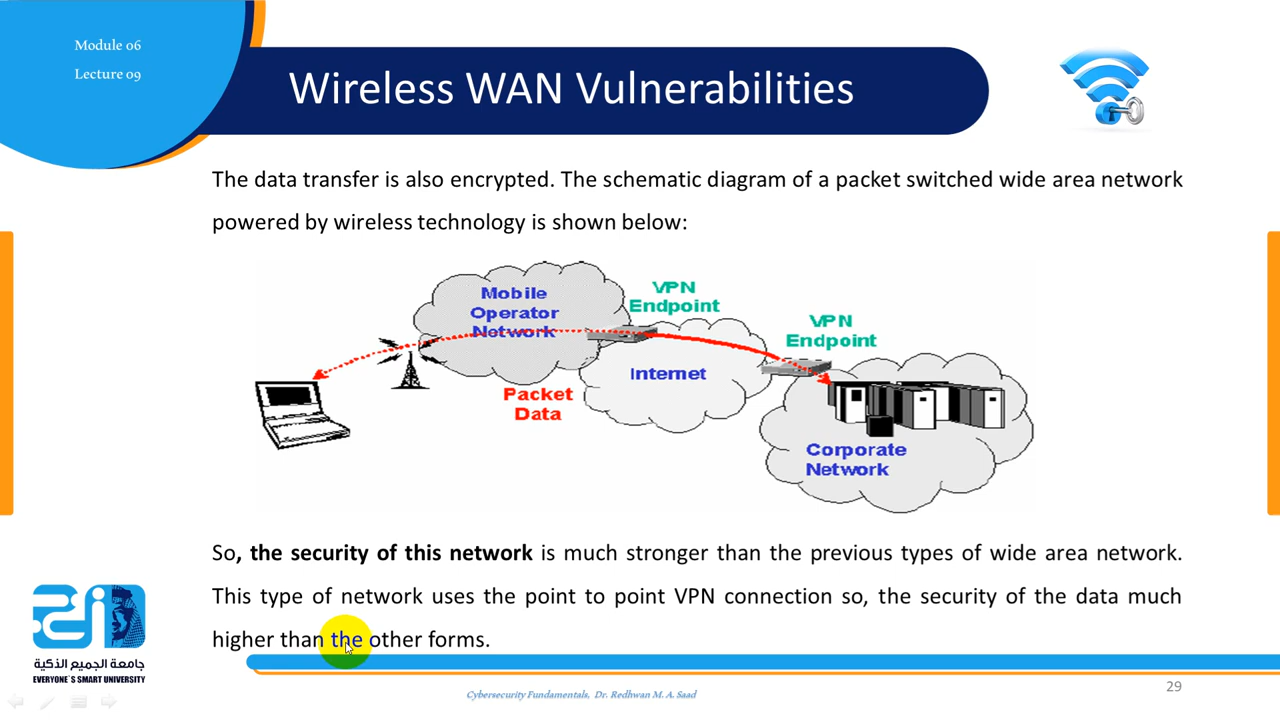 Module 06
Lecture 09
Wireless WAN Vulnerabilities
The data transfer is also encrypted. The schematic diagram of a packet switched wide area network
powered by wireless technology is shown below:
Mobile
Operator
Network
VPN
Endpoint
VPN
Endpoint
Internet
Packet
Data
Corporate
Network
So, the security of this network is much stronger than the previous types of wide area network.
This type of network uses the point to point VPN connection so, the security of the data much
higher than the other forms.
جامعة الجميع الذكية
EVERYONE`S SMART UNIVERSITY
Cybersecurity Fundamentals, Dr. Redhwan M. A. Saad
29